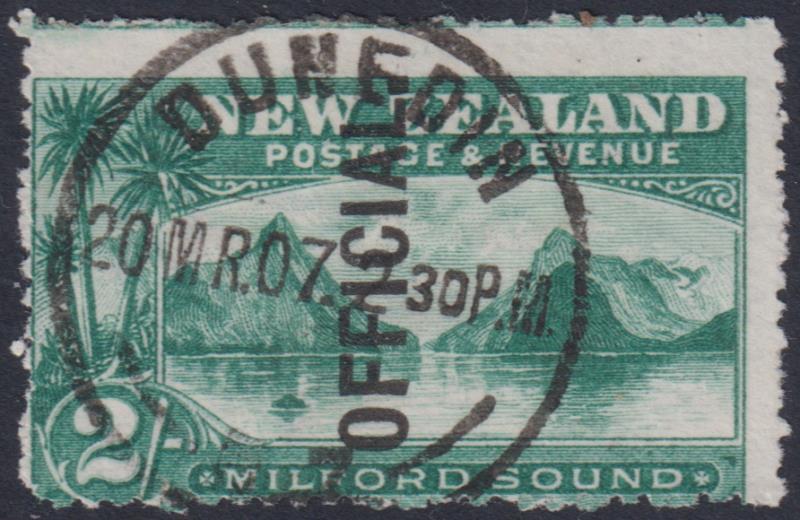 DUNEDIN
NEW ZEALAND
POSTAGE & REVENUE
20 MR.07. 30P.M.
OFFICIAL.
2/-
MILFORD SOUND